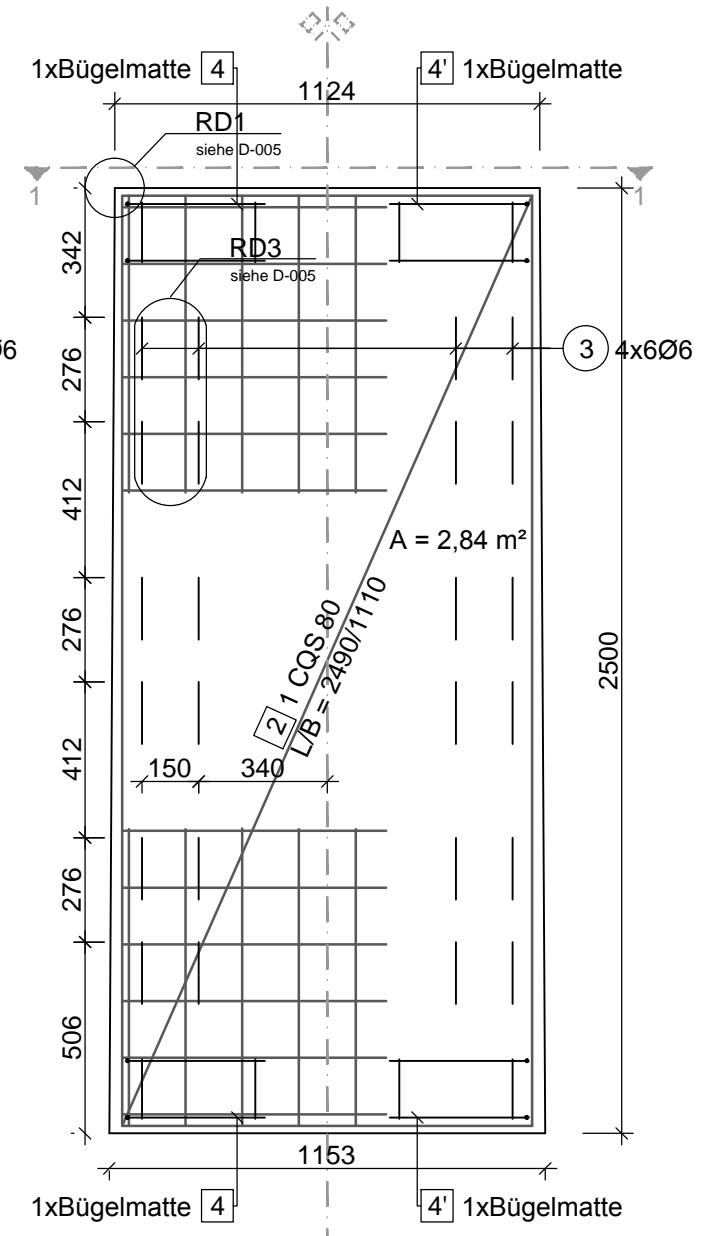 1xBügelmatte 4
4' 1xBügelmatte
1124
RD1
siehe D-005
1
1
342
RD3
siehe D-005
Ø6
276
3 4x6Ø6
412
A = 2,84 m²
276
2 1 CQS 80
L/B = 2490/1110
2500
412
150
340
276
506
1153
1xBügelmatte 4
4' 1xBügelmatte